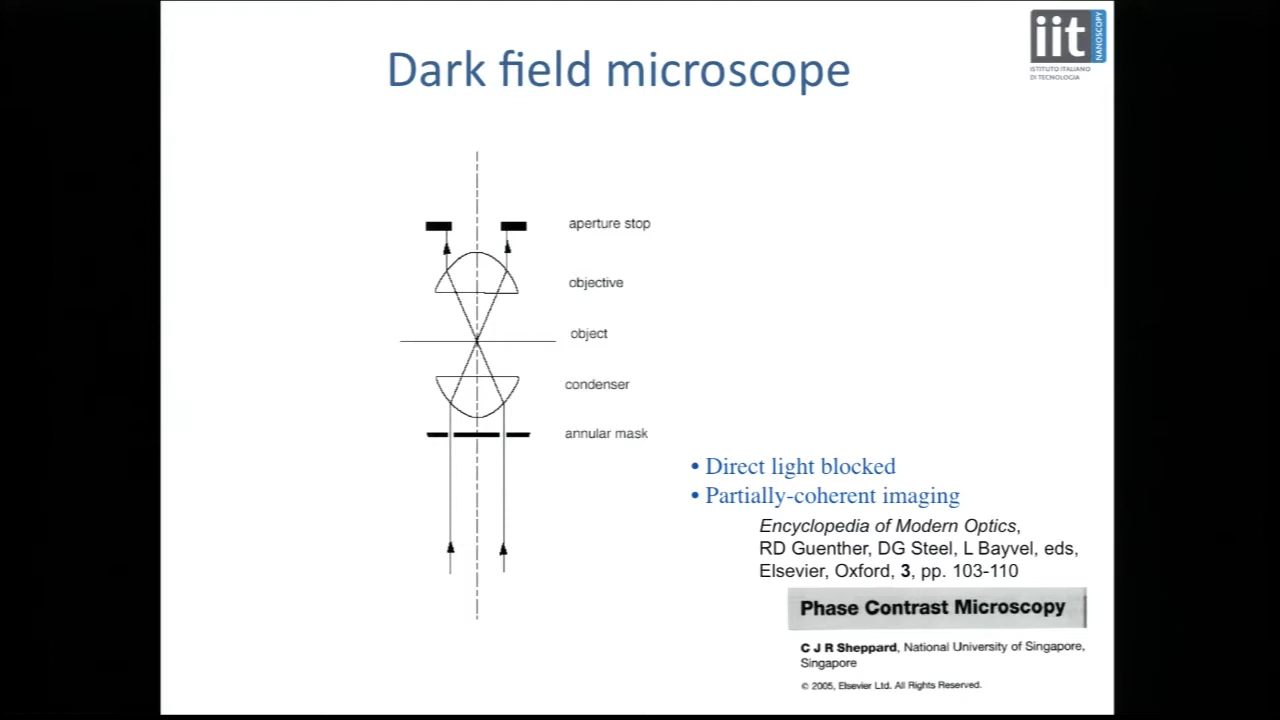 Dark field microscope
iit
NANOSCOPY
ISTITUTO ITALIANO
DI TECNOLOGIA
aperture stop
objective
object
condenser
annular mask
• Direct light blocked
• Partially-coherent imaging
Encyclopedia of Modern Optics,
RD Guenther, DG Steel, L Bayvel, eds,
Elsevier, Oxford, 3, pp. 103-110
Phase Contrast Microscopy
C J R Sheppard, National University of Singapore,
Singapore
© 2005, Elsevier Ltd. All Rights Reserved.